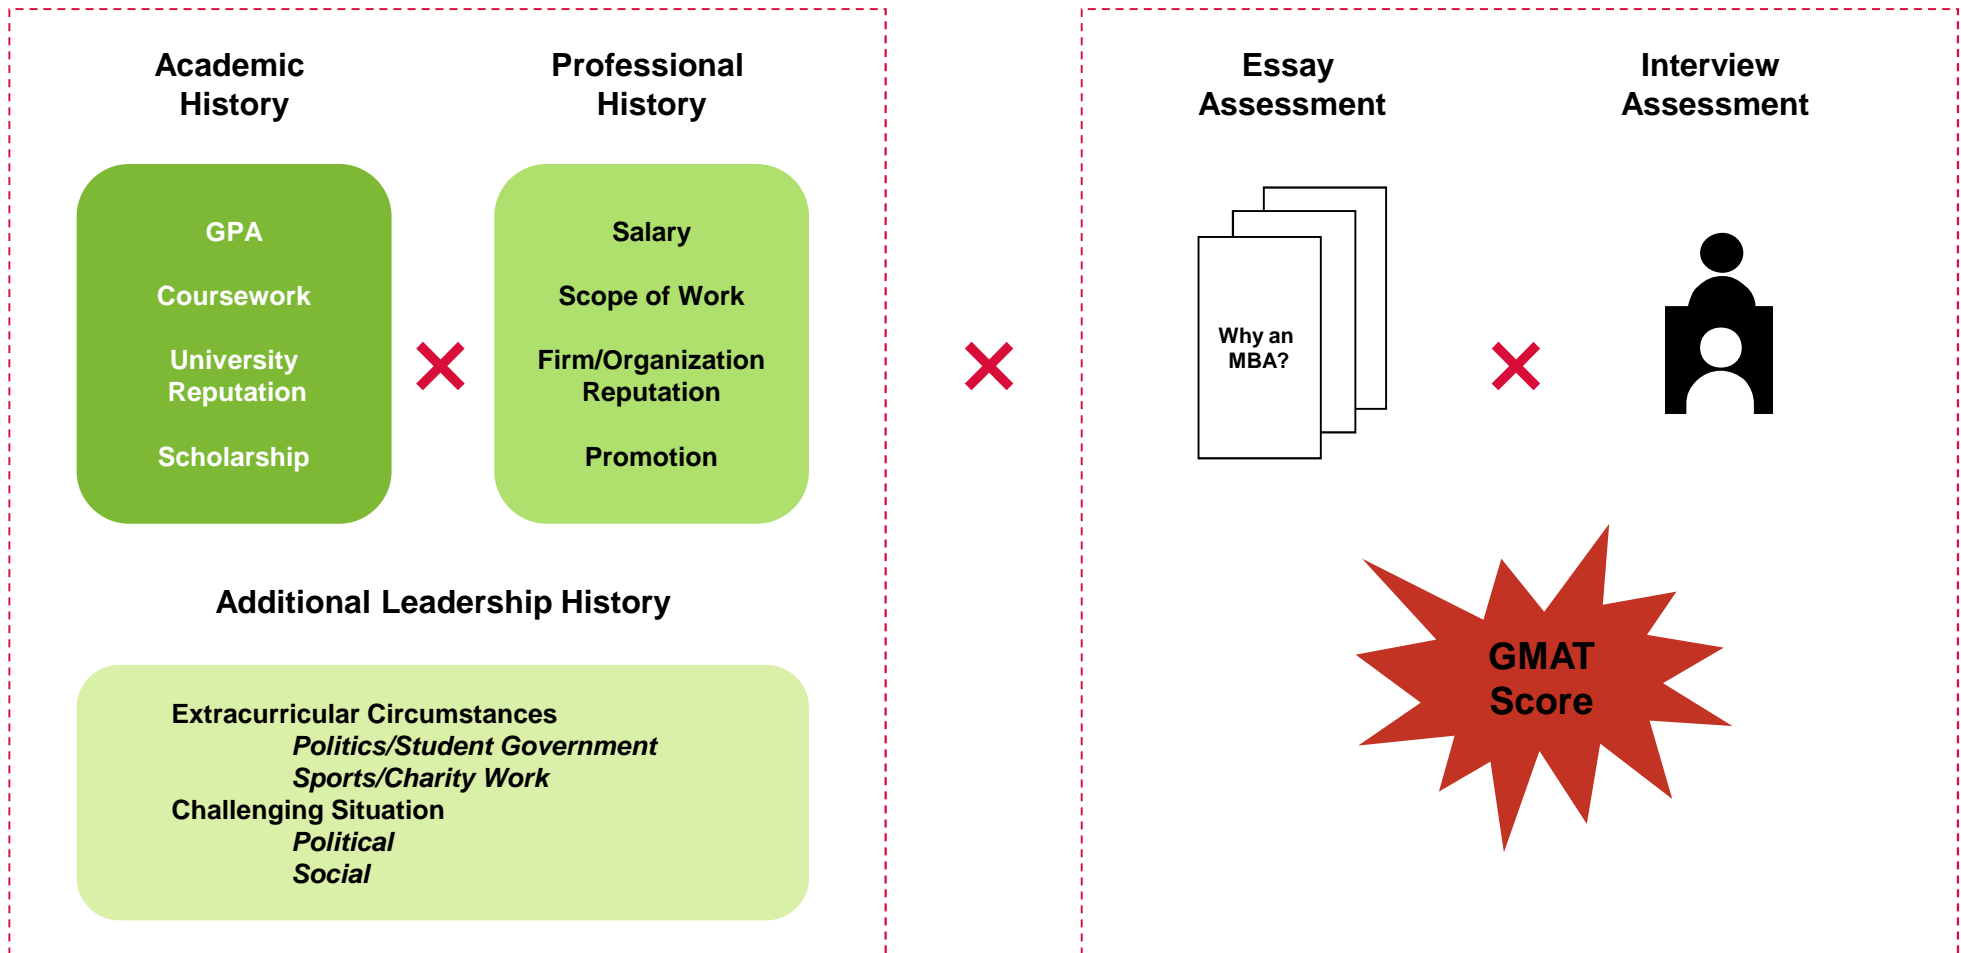 Academic
History
Professional
History
GPA
Coursework
University
Reputation
Scholarship
Salary
Scope of Work
Firm/Organization
Reputation
Promotion
Additional Leadership History
Extracurricular Circumstances
Politics/Student Government
Sports/Charity Work
Challenging Situation
Political
Social
Essay
Assessment
Interview
Assessment
Why an
MBA?
GMAT
Score